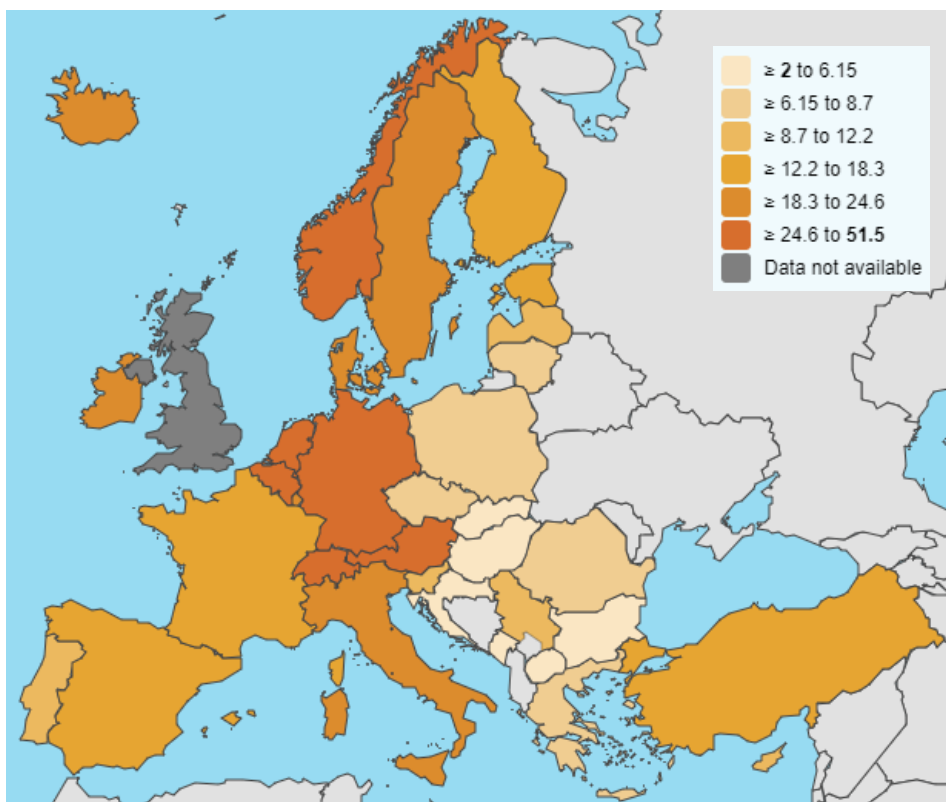 ≥ 2 to 6.15
≥ 6.15 to 8.7
≥ 8.7 to 12.2
≥ 12.2 to 18.3
≥ 18.3 to 24.6
≥ 24.6 to 51.5
Data not available